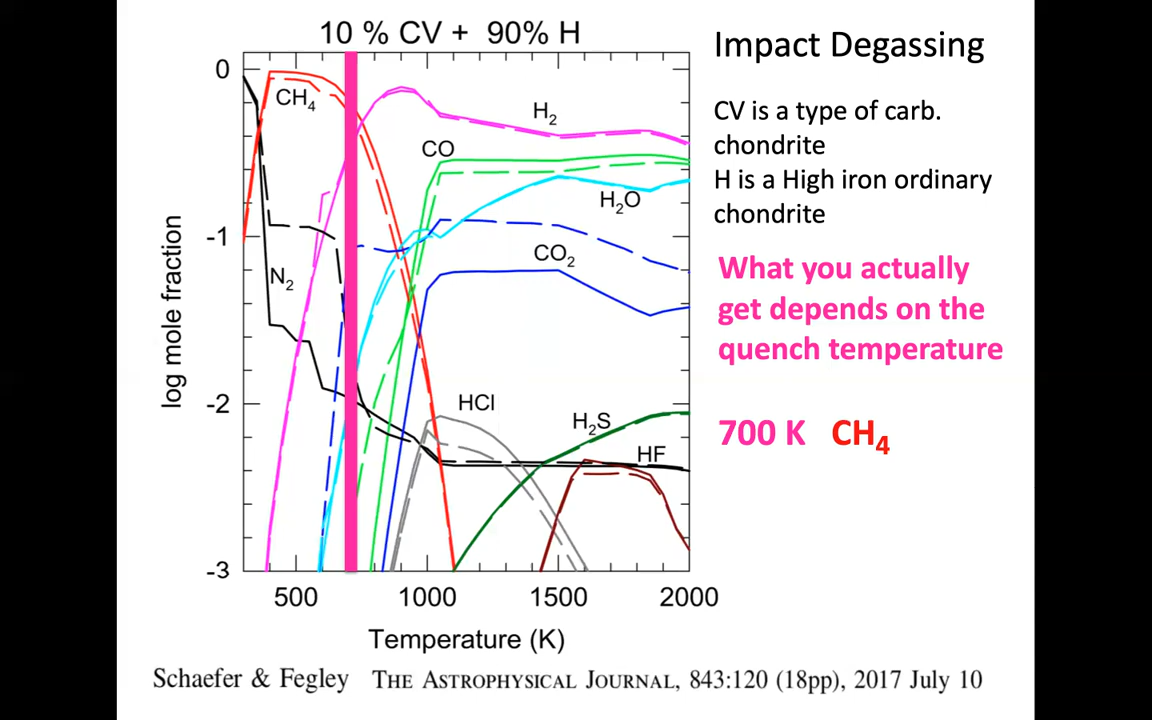 10 % CV + 90% H
Impact Degassing
CV is a type of carb.
chondrite
H is a High iron ordinary
chondrite
What you actually
get depends on the
quench temperature
700 K CH₄
0
-1
-2
-3
log mole fraction
CH₄
H₂
CO
H₂O
N₂
CO₂
HCl
H₂S
HF
500 1000 1500 2000
Temperature (K)
Schaefer & Fegley THE ASTROPHYSICAL JOURNAL, 843:120 (18pp), 2017 July 10